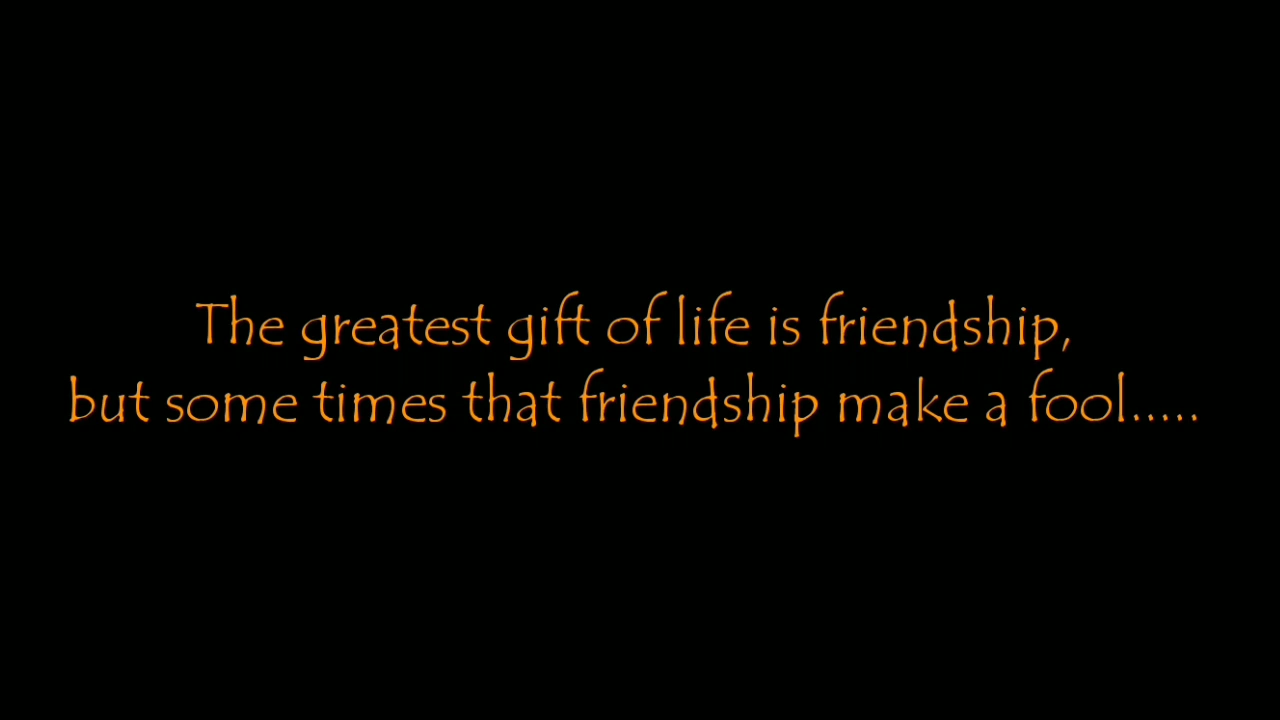 The greatest gift of life is friendship,
but some times that friendship make a fool.....